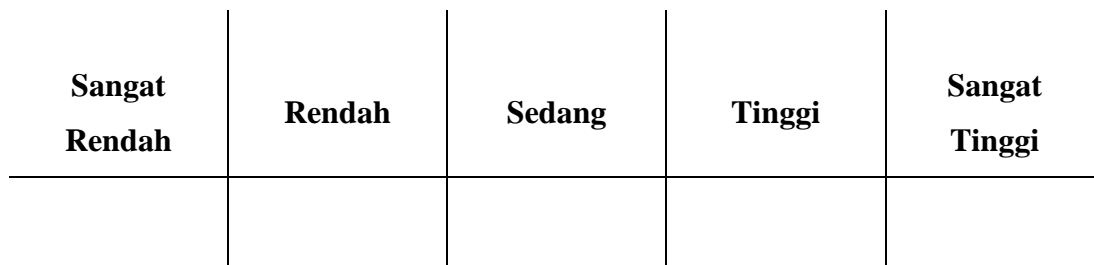 Sangat
Rendah
Rendah
Sedang
Tinggi
Sangat
Tinggi